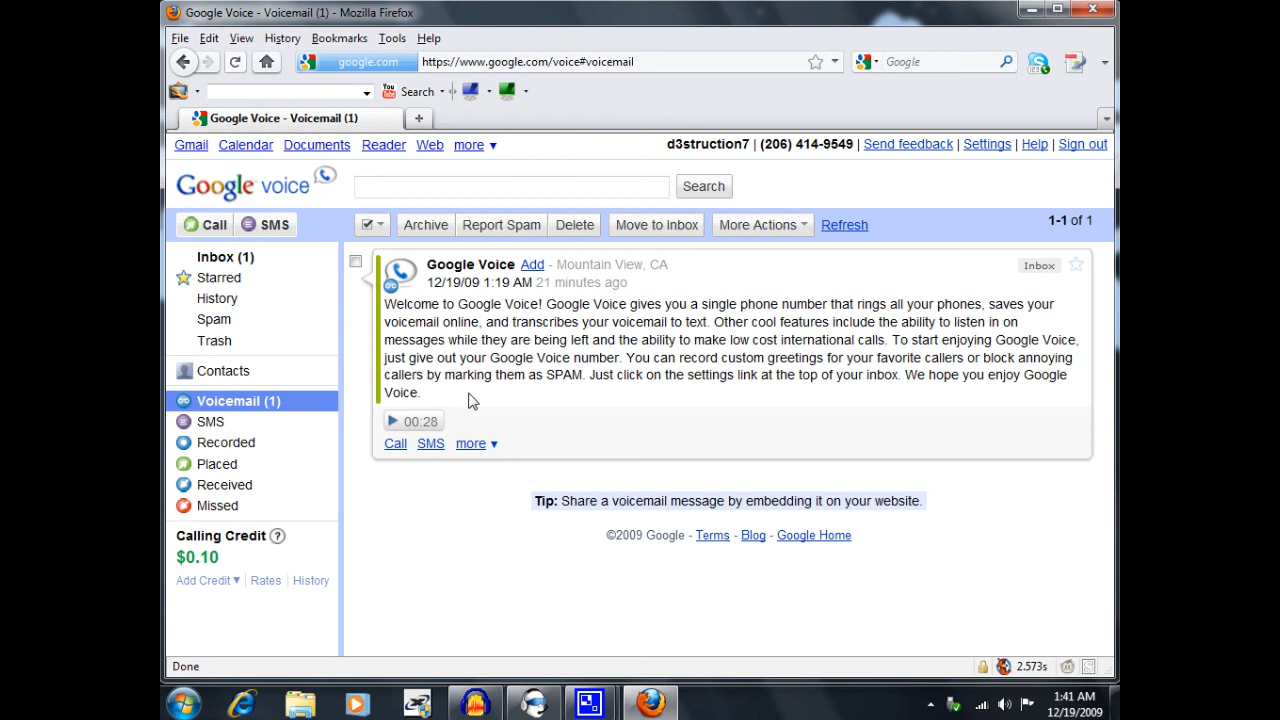 Google Voice - Voicemail (1) - Mozilla Firefox
File Edit View History Bookmarks Tools Help
google.com https://www.google.com/voice#voicemail Google
You Tube Search
Google Voice - Voicemail (1)
Gmail Calendar Documents Reader Web more ▼ d3struction7 | (206) 414-9549 | Send feedback | Settings | Help | Sign out
Google voice Search
Call SMS Archive Report Spam Delete Move to Inbox More Actions Refresh 1-1 of 1
Inbox (1)
Starred
History
Spam
Trash
Contacts
Voicemail (1)
SMS
Recorded
Placed
Received
Missed
Calling Credit ?
$0.10
Add Credit ▼ Rates History
Google Voice Add - Mountain View, CA Inbox
12/19/09 1:19 AM 21 minutes ago
Welcome to Google Voice! Google Voice gives you a single phone number that rings all your phones, saves your
voicemail online, and transcribes your voicemail to text. Other cool features include the ability to listen in on
messages while they are being left and the ability to make low cost international calls. To start enjoying Google Voice,
just give out your Google Voice number. You can record custom greetings for your favorite callers or block annoying
callers by marking them as SPAM. Just click on the settings link at the top of your inbox. We hope you enjoy Google
Voice.
00:28
Call SMS more ▼
Tip: Share a voicemail message by embedding it on your website.
©2009 Google - Terms - Blog - Google Home
Done 2.573s
1:41 AM
12/19/2009